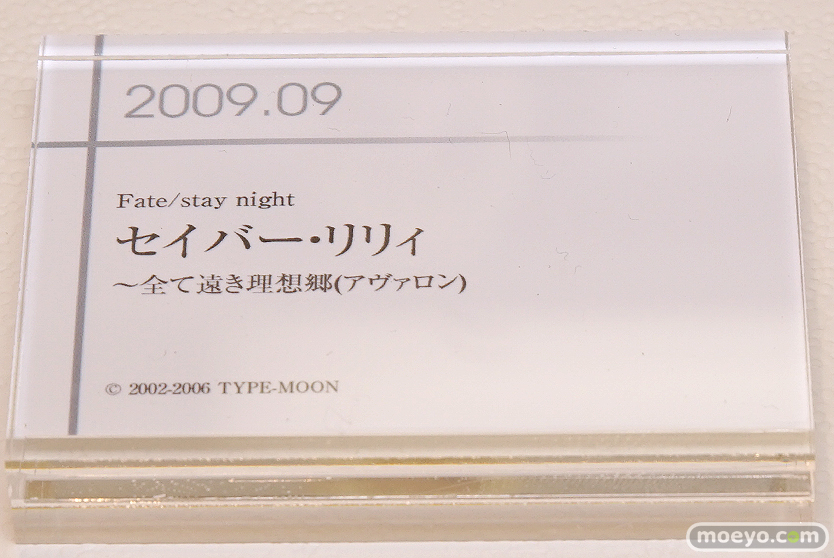 2009.09
Fate/stay night
セイバー・リリィ
～全て遠き理想郷(アヴァロン)
© 2002-2006 TYPE-MOON
moeyo.com